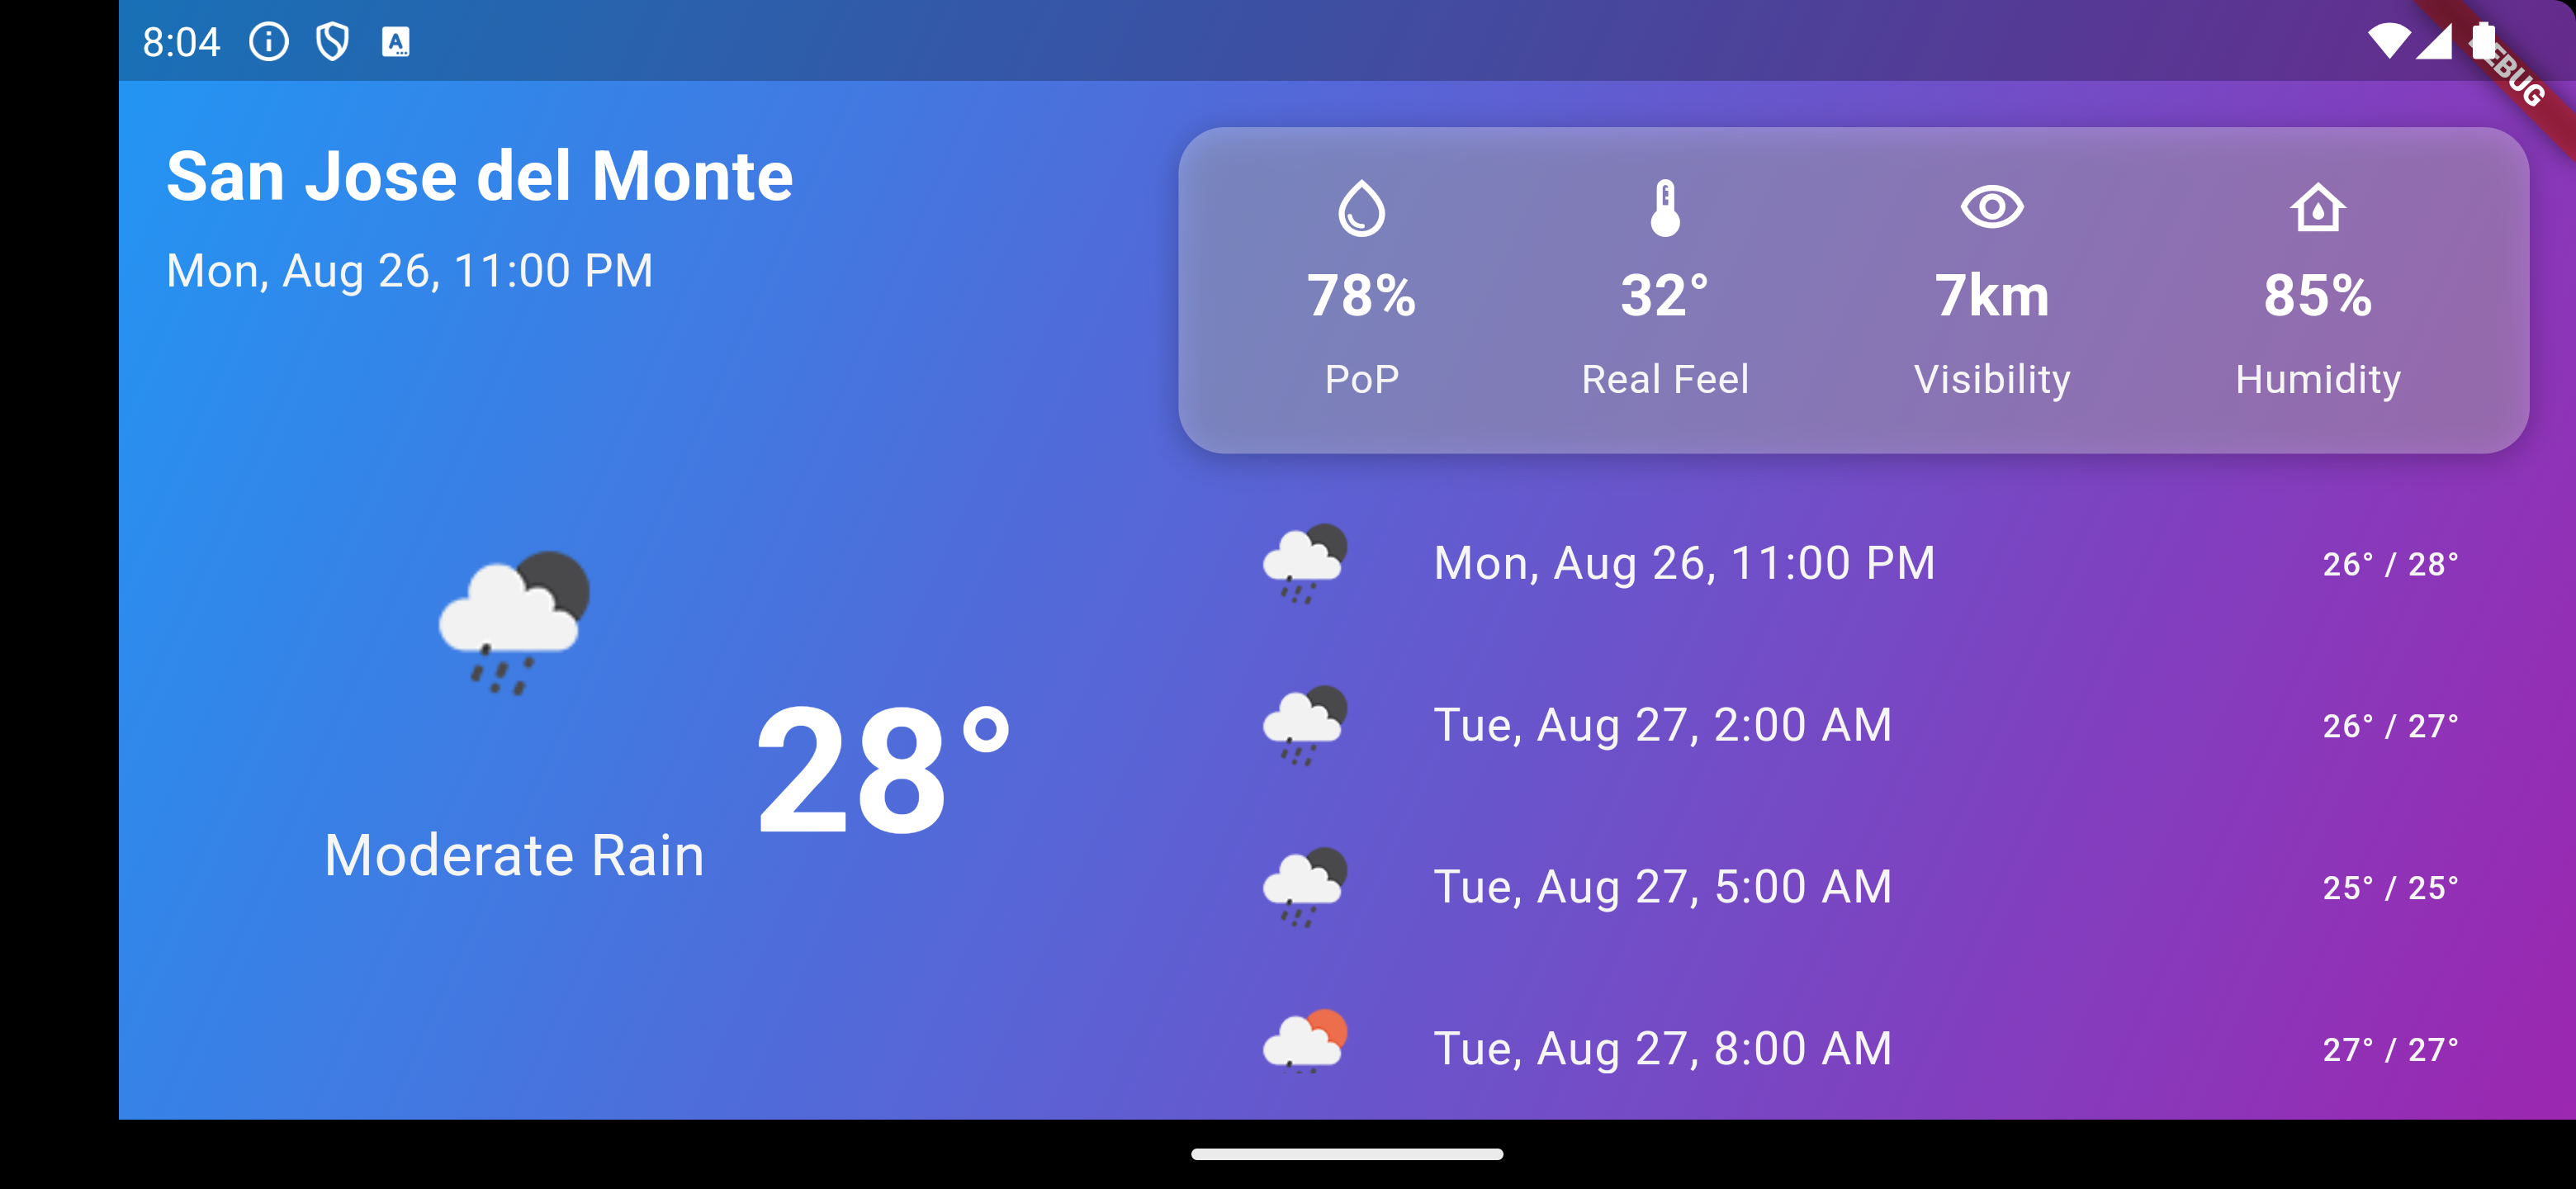 8:04
DEBUG
San Jose del Monte
Mon, Aug 26, 11:00 PM
Moderate Rain
28°
78%
32°
7km
85%
PoP
Real Feel
Visibility
Humidity
Mon, Aug 26, 11:00 PM
26° / 28°
Tue, Aug 27, 2:00 AM
26° / 27°
Tue, Aug 27, 5:00 AM
25° / 25°
Tue, Aug 27, 8:00 AM
27° / 27°